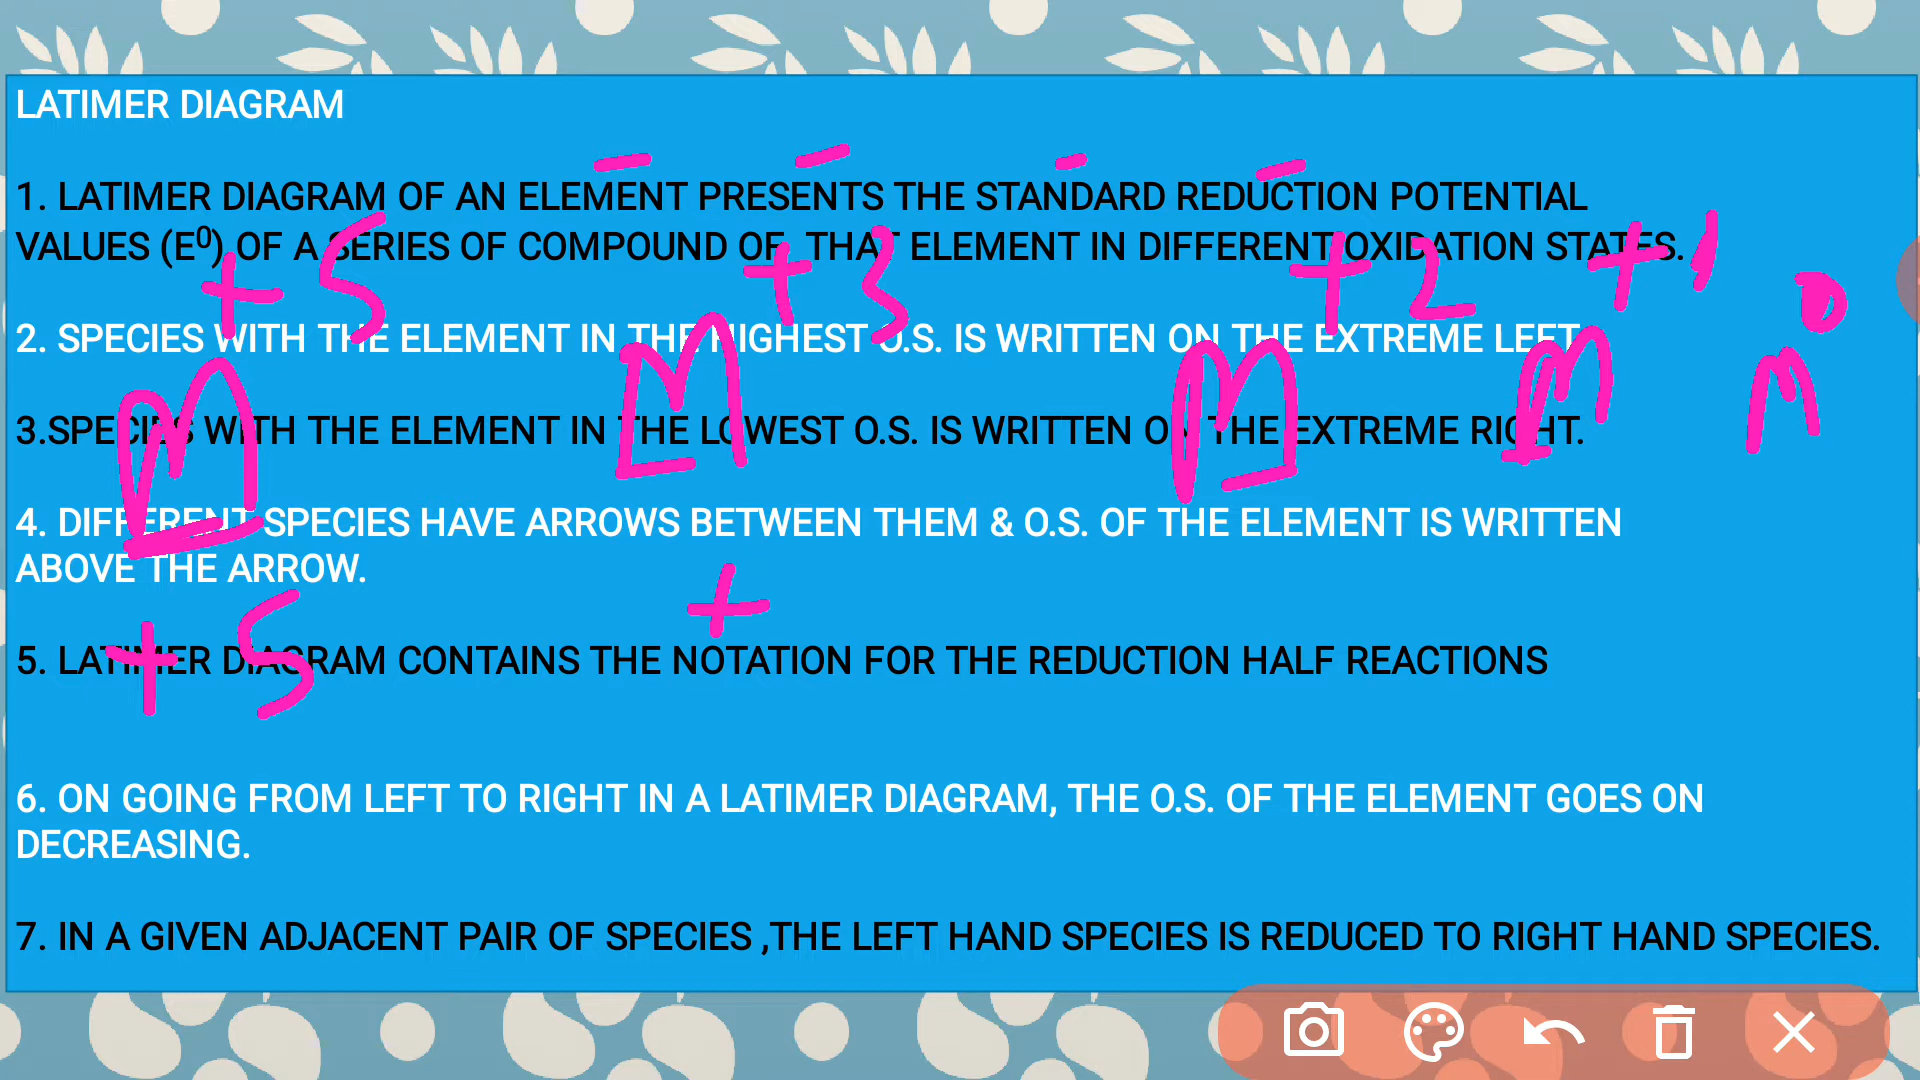 LATIMER DIAGRAM
1. LATIMER DIAGRAM OF AN ELEMENT PRESENTS THE STANDARD REDUCTION POTENTIAL
VALUES (E⁰) OF A SERIES OF COMPOUND OF THAT ELEMENT IN DIFFERENT OXIDATION STATES.
+5 +3 +2 +1 0
2. SPECIES WITH THE ELEMENT IN THE HIGHEST O.S. IS WRITTEN ON THE EXTREME LEFT
M M M M M
3.SPECIES WITH THE ELEMENT IN THE LOWEST O.S. IS WRITTEN ON THE EXTREME RIGHT.
4. DIFFERENT SPECIES HAVE ARROWS BETWEEN THEM & O.S. OF THE ELEMENT IS WRITTEN
ABOVE THE ARROW.
+5 +
5. LATIMER DIAGRAM CONTAINS THE NOTATION FOR THE REDUCTION HALF REACTIONS
6. ON GOING FROM LEFT TO RIGHT IN A LATIMER DIAGRAM, THE O.S. OF THE ELEMENT GOES ON
DECREASING.
7. IN A GIVEN ADJACENT PAIR OF SPECIES ,THE LEFT HAND SPECIES IS REDUCED TO RIGHT HAND SPECIES.